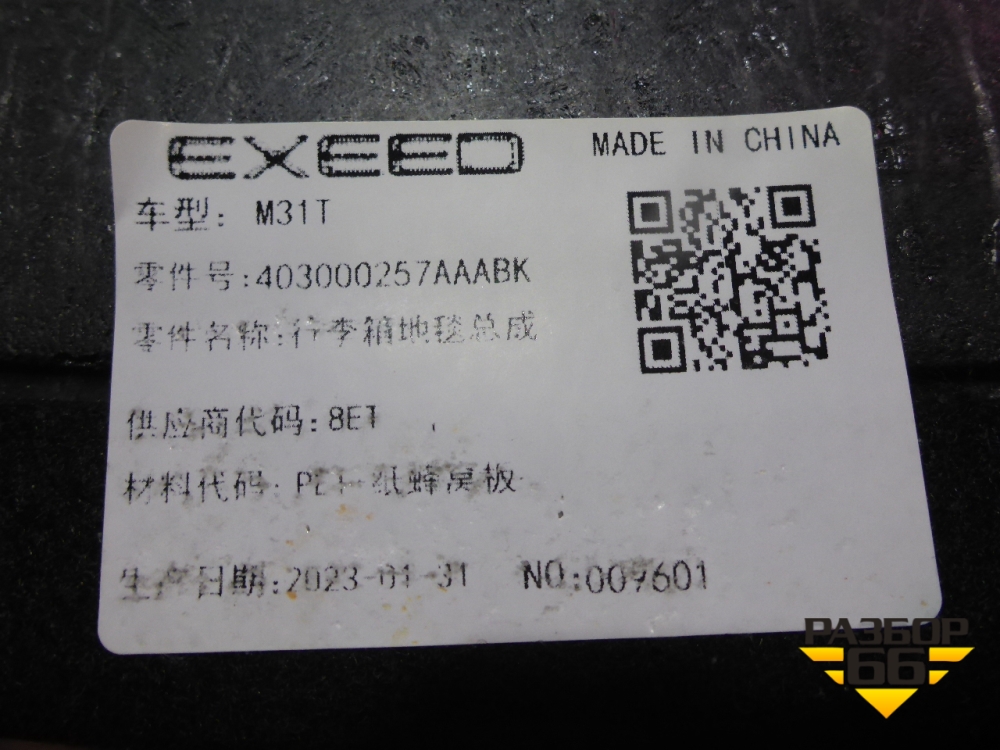 EXEED
MADE IN CHINA
车型: M31T
零件号:403000257AAABK
零件名称:行李箱地毯总成
供应商代码:8ET
材料代码: PET 纸蜂窝板
生产日期:2023-01-31 NO:009601
РАЗБОР
66